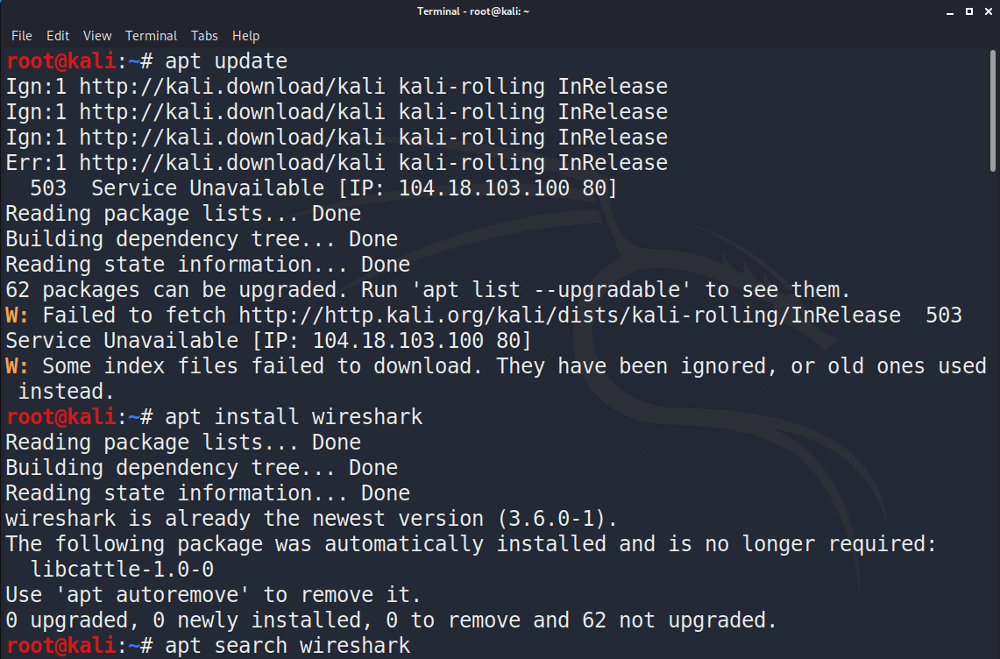 Terminal - root@kali: ~
File Edit View Terminal Tabs Help
root@kali:~# apt update
Ign:1 http://kali.download/kali kali-rolling InRelease
Ign:1 http://kali.download/kali kali-rolling InRelease
Ign:1 http://kali.download/kali kali-rolling InRelease
Err:1 http://kali.download/kali kali-rolling InRelease
  503  Service Unavailable [IP: 104.18.103.100 80]
Reading package lists... Done
Building dependency tree... Done
Reading state information... Done
62 packages can be upgraded. Run 'apt list --upgradable' to see them.
W: Failed to fetch http://http.kali.org/kali/dists/kali-rolling/InRelease  503
Service Unavailable [IP: 104.18.103.100 80]
W: Some index files failed to download. They have been ignored, or old ones used
 instead.
root@kali:~# apt install wireshark
Reading package lists... Done
Building dependency tree... Done
Reading state information... Done
wireshark is already the newest version (3.6.0-1).
The following package was automatically installed and is no longer required:
  libcattle-1.0-0
Use 'apt autoremove' to remove it.
0 upgraded, 0 newly installed, 0 to remove and 62 not upgraded.
root@kali:~# apt search wireshark